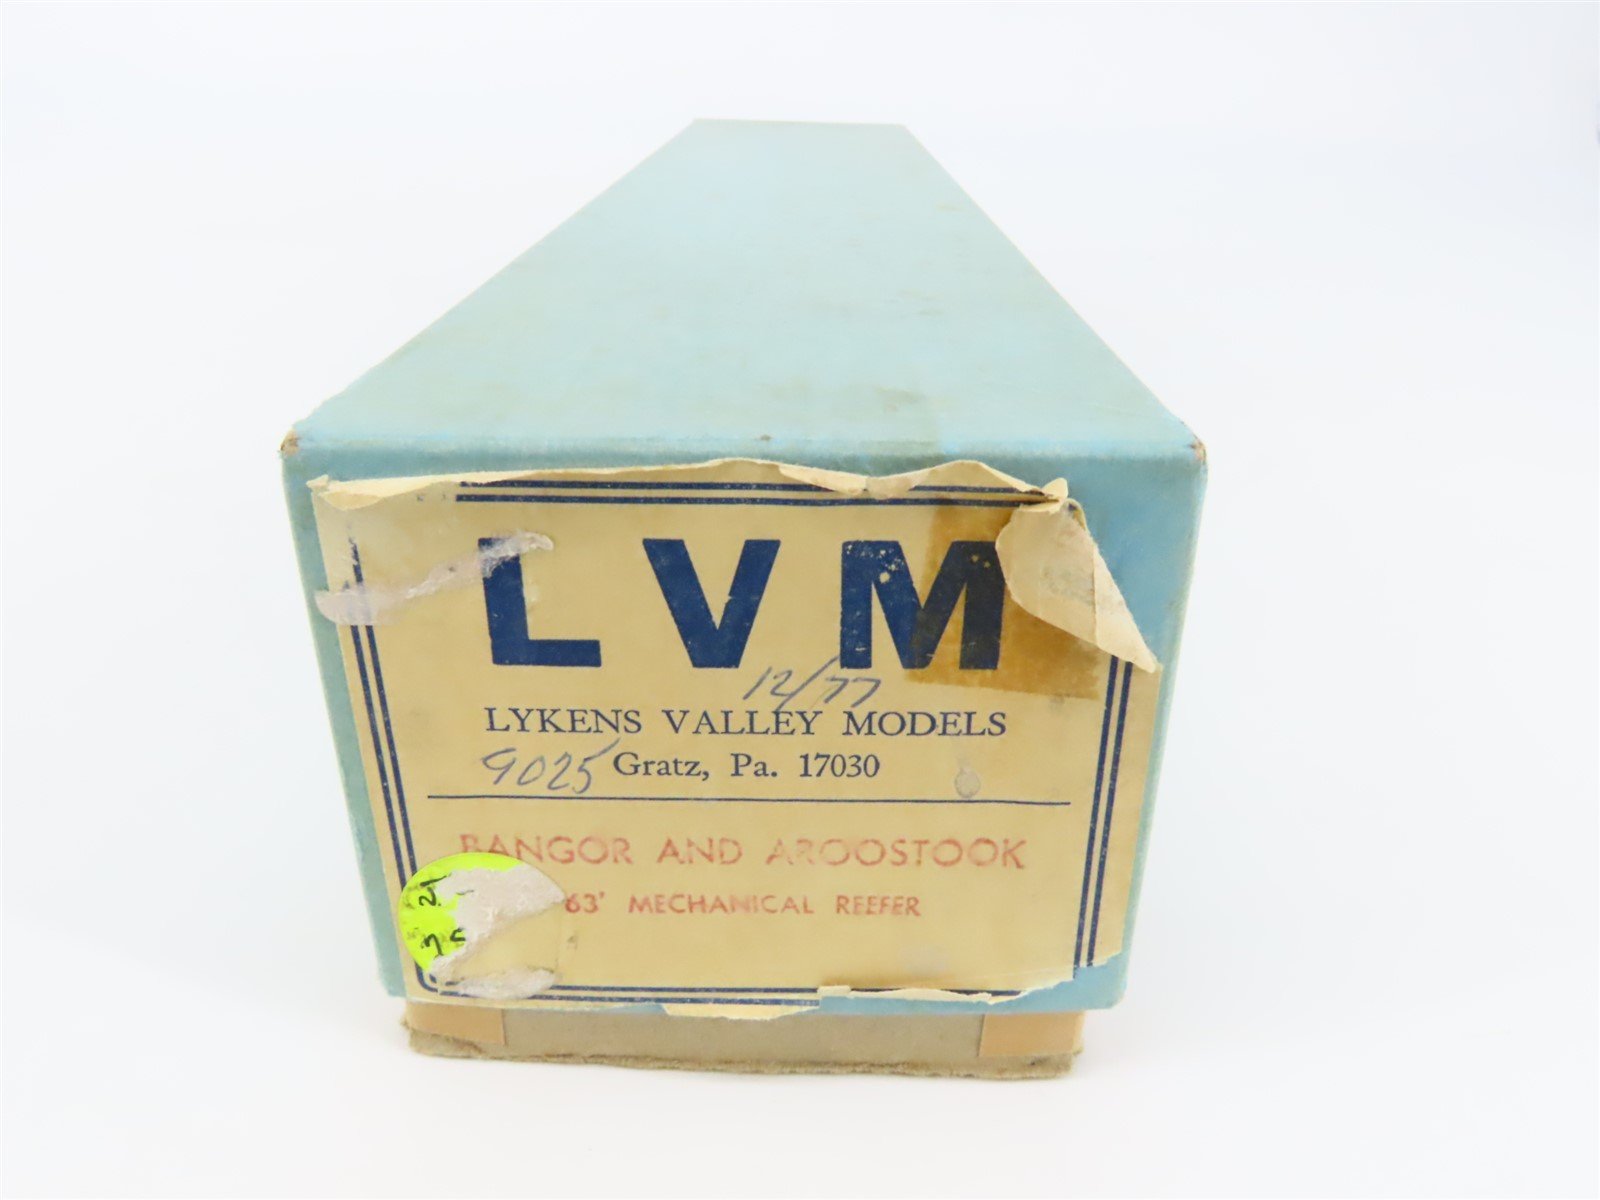 LVM
12/77
LYKENS VALLEY MODELS
9025 Gratz, Pa. 17030
BANGOR AND AROOSTOOK
63' MECHANICAL REEFER